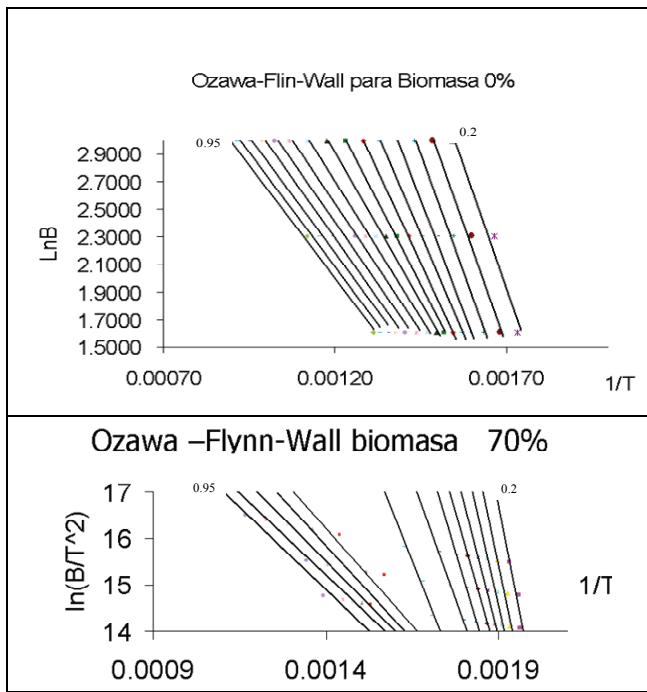 Ozawa-Flin-Wall para Biomasa 0%
0.95
0.2
2.9000
2.7000
2.5000
2.3000
2.1000
1.9000
1.7000
1.5000
LnB
0.00070 0.00120 0.00170
1/T
Ozawa –Flynn-Wall biomasa 70%
0.95
0.2
17
16
15
14
ln(B/T^2)
1/T
0.0009 0.0014 0.0019